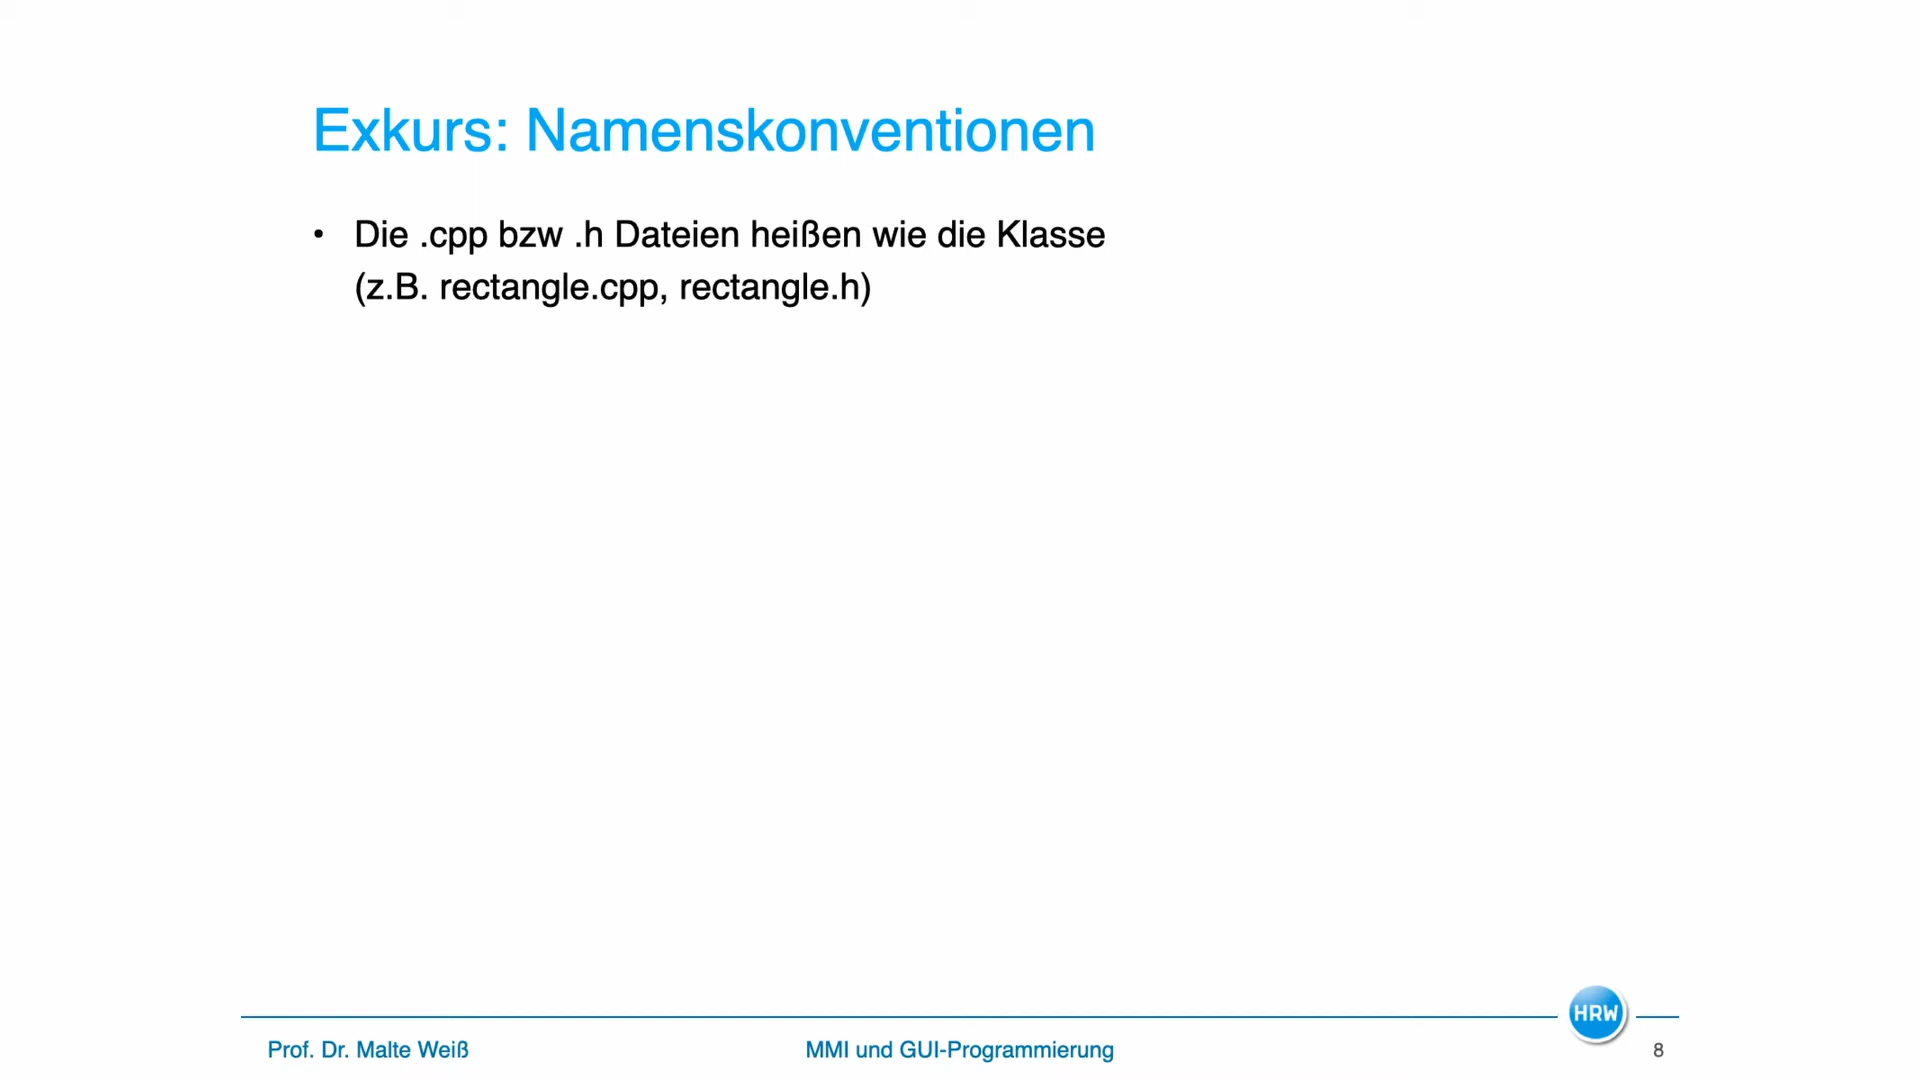 Exkurs: Namenskonventionen
• Die .cpp bzw .h Dateien heißen wie die Klasse
(z.B. rectangle.cpp, rectangle.h)
HRW
Prof. Dr. Malte Weiß
MMI und GUI-Programmierung
8